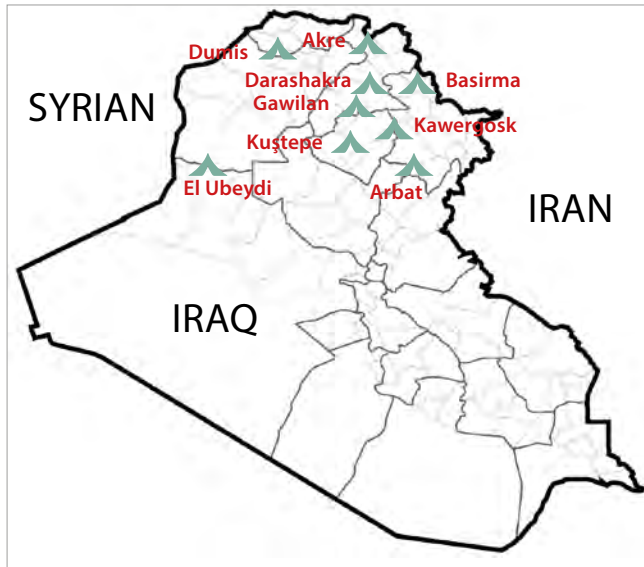 Dumis
Akre
SYRIAN
Darashakra
Basirma
Gawilan
Kawergosk
Kuştepe
El Ubeydi
Arbat
IRAN
IRAQ